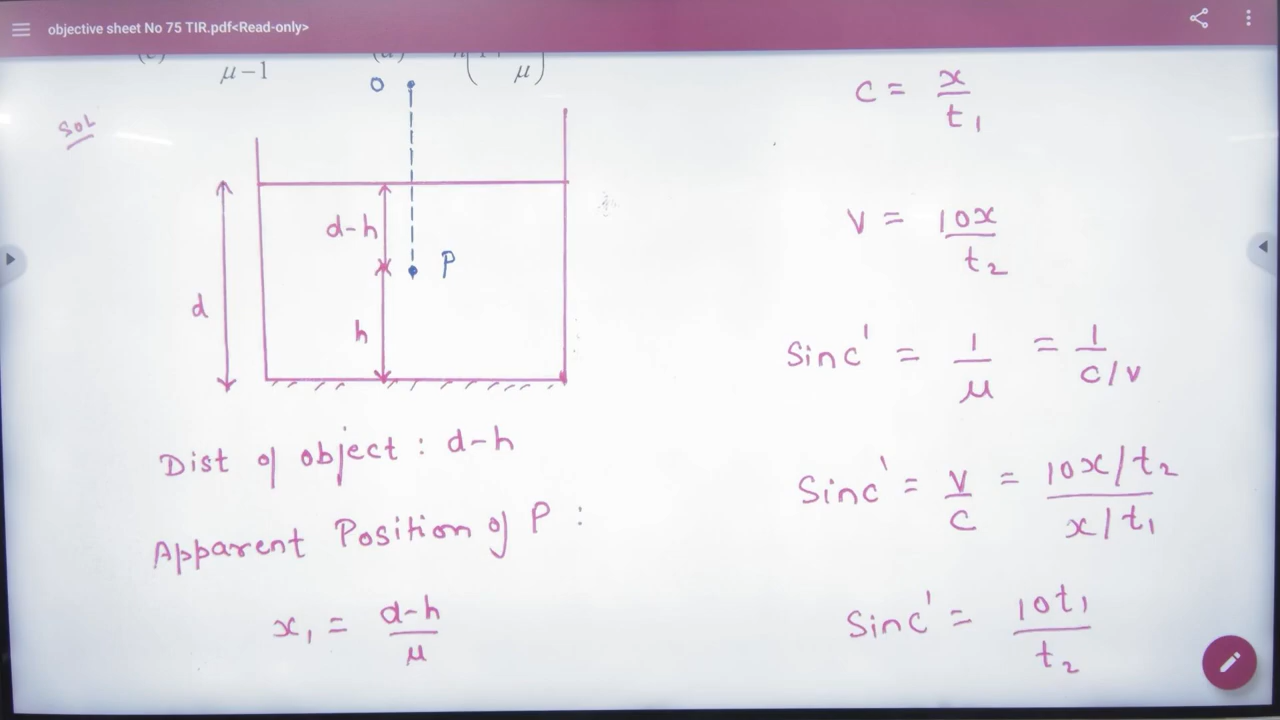 objective sheet No 75 TIR.pdf<Read-only>
μ-1
μ
Sol
O
d-h
P
d
h
Dist of object : d-h
Apparent Position of P :
x₁ = d-h / μ
c = x / t₁
v = 10x / t₂
Sinc' = 1 / μ = 1 / c/v
Sinc' = v / c = 10x/t₂ / x/t₁
Sinc' = 10t₁ / t₂